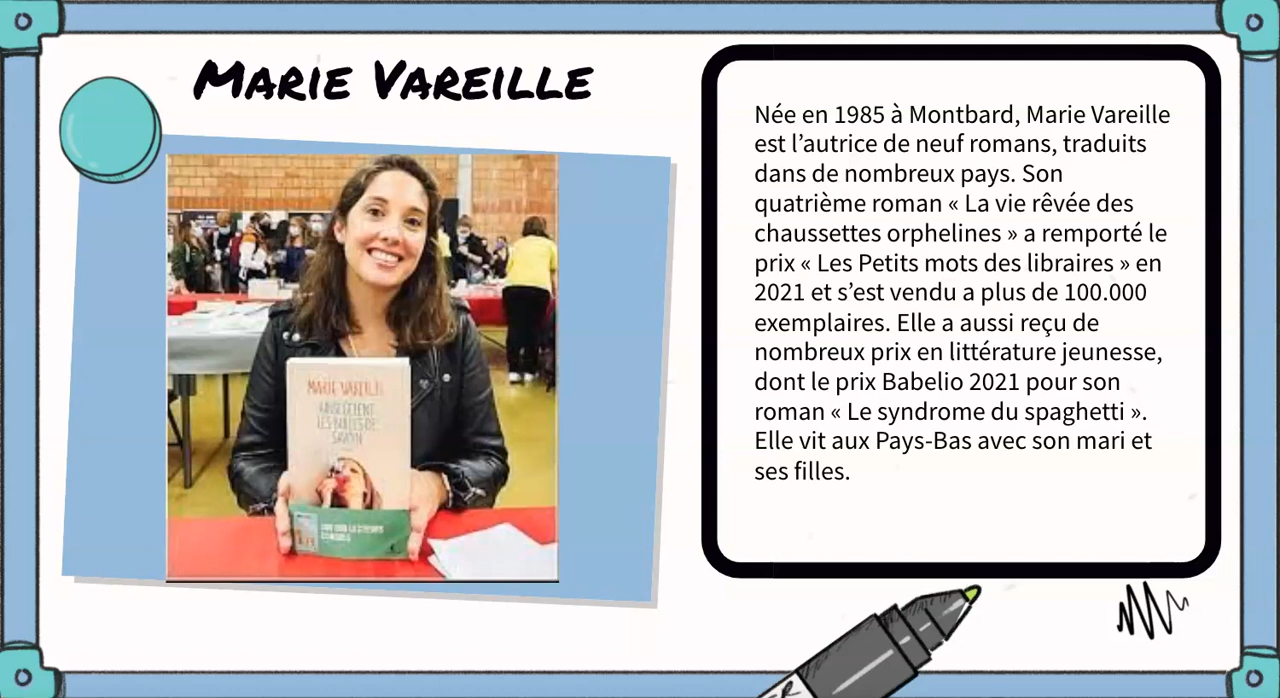 MARIE VAREILLE
Née en 1985 à Montbard, Marie Vareille
est l’autrice de neuf romans, traduits
dans de nombreux pays. Son
quatrième roman « La vie rêvée des
chaussettes orphelines » a remporté le
prix « Les Petits mots des libraires » en
2021 et s’est vendu a plus de 100.000
exemplaires. Elle a aussi reçu de
nombreux prix en littérature jeunesse,
dont le prix Babelio 2021 pour son
roman « Le syndrome du spaghetti ».
Elle vit aux Pays-Bas avec son mari et
ses filles.
MARIE VAREILLE
LES BULLES DE
SAVON